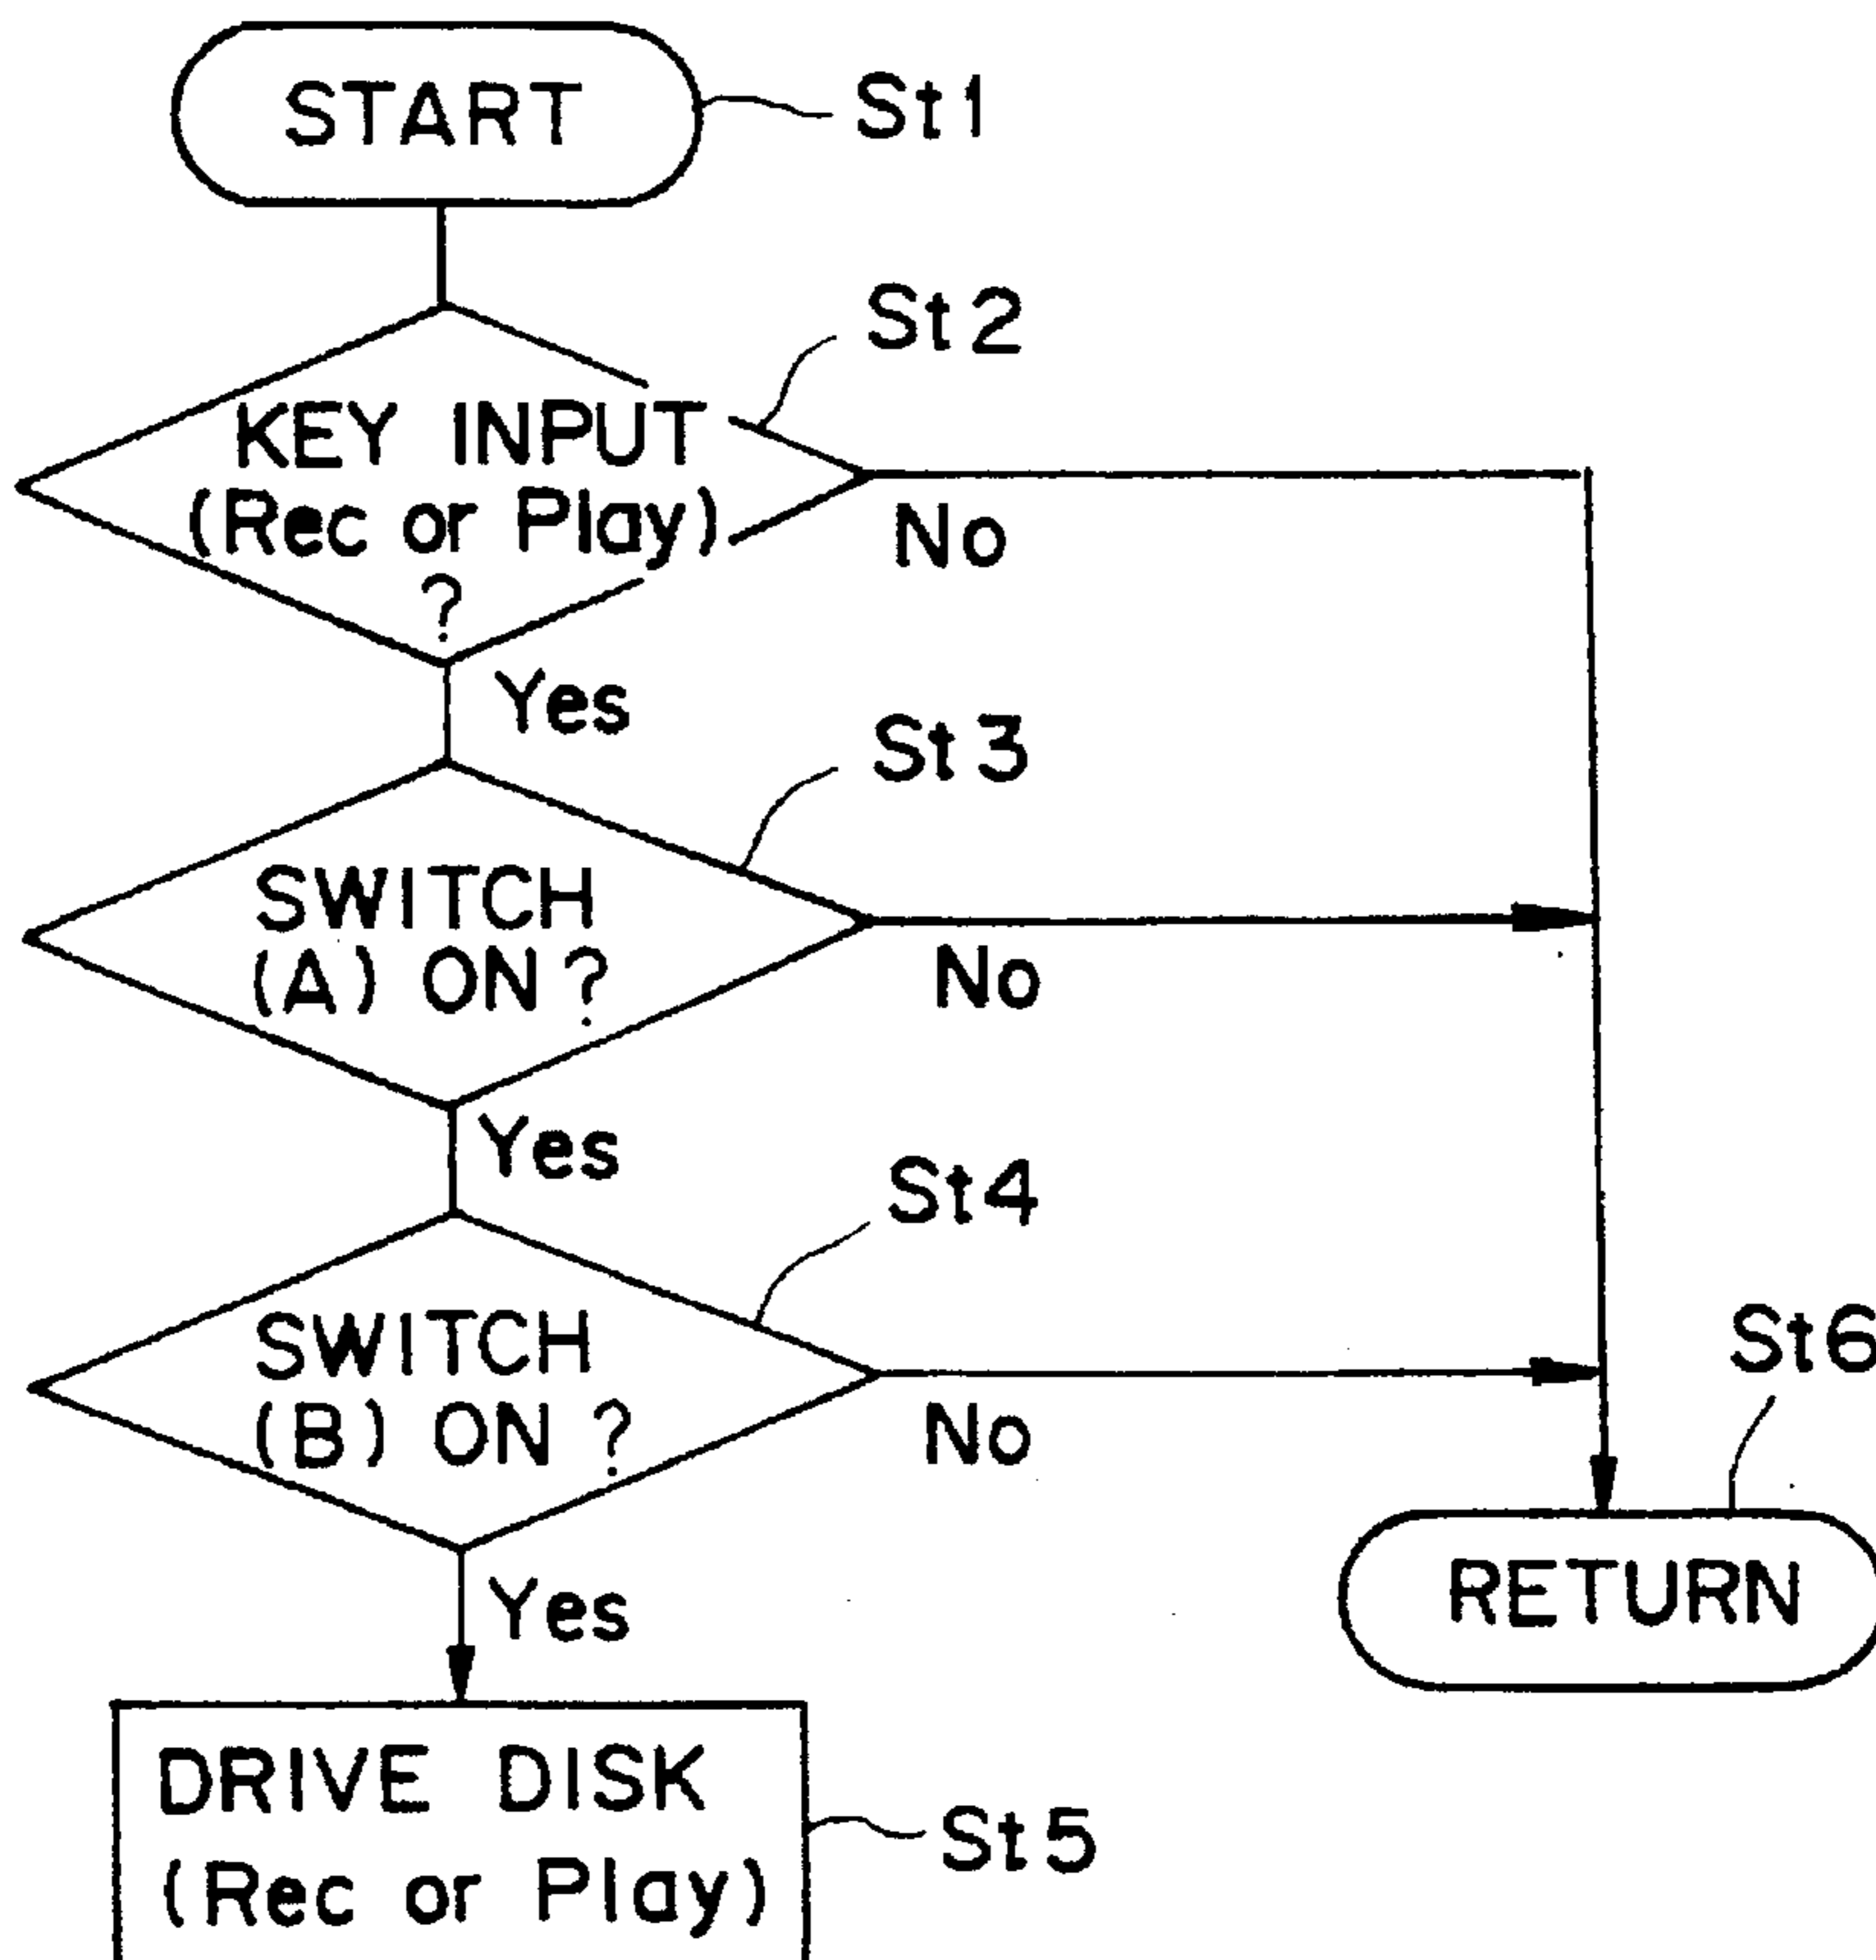 START
St1
St2
KEY INPUT
(Rec or Play)
?
No
Yes
St3
SWITCH
(A) ON?
No
Yes
St4
SWITCH
(B) ON ?
No
Yes
St6
RETURN
DRIVE DISK
(Rec or Play)
St5